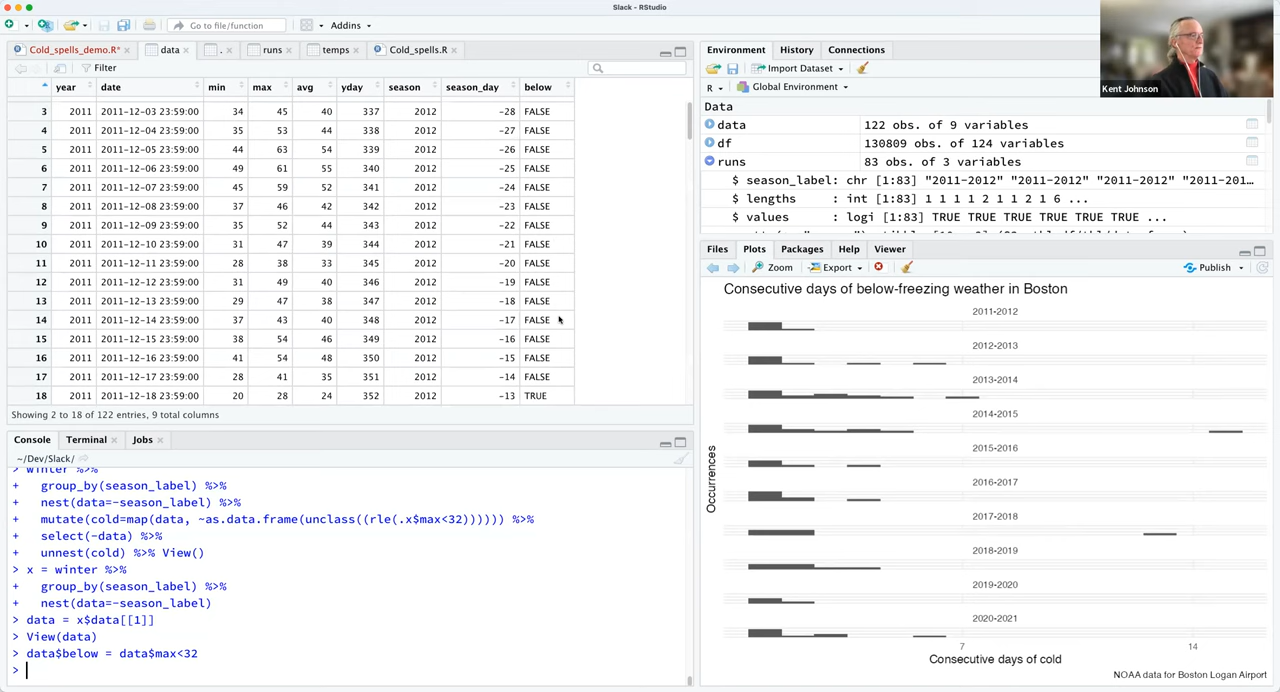 Slack - RStudio
Go to file/function
Addins
Cold_spells_demo.R*
data
.
runs
temps
Cold_spells.R
Filter
year date min max avg yday season season_day below
3 2011 2011-12-03 23:59:00 34 45 40 337 2012 -28 FALSE
4 2011 2011-12-04 23:59:00 35 53 44 338 2012 -27 FALSE
5 2011 2011-12-05 23:59:00 44 63 54 339 2012 -26 FALSE
6 2011 2011-12-06 23:59:00 49 61 55 340 2012 -25 FALSE
7 2011 2011-12-07 23:59:00 45 59 52 341 2012 -24 FALSE
8 2011 2011-12-08 23:59:00 37 46 42 342 2012 -23 FALSE
9 2011 2011-12-09 23:59:00 35 52 44 343 2012 -22 FALSE
10 2011 2011-12-10 23:59:00 30 47 39 344 2012 -21 FALSE
11 2011 2011-12-11 23:59:00 28 38 33 345 2012 -20 FALSE
12 2011 2011-12-12 23:59:00 31 49 40 346 2012 -19 FALSE
13 2011 2011-12-13 23:59:00 29 47 38 347 2012 -18 FALSE
14 2011 2011-12-14 23:59:00 37 43 40 348 2012 -17 FALSE
15 2011 2011-12-15 23:59:00 38 54 46 349 2012 -16 FALSE
16 2011 2011-12-16 23:59:00 41 54 48 350 2012 -15 FALSE
17 2011 2011-12-17 23:59:00 28 41 35 351 2012 -14 FALSE
18 2011 2011-12-18 23:59:00 20 28 24 352 2012 -13 TRUE
Showing 2 to 18 of 122 entries, 9 total columns
Console Terminal Jobs
~/Dev/Slack/
> winter %>%
+ group_by(season_label) %>%
+ nest(data=-season_label) %>%
+ mutate(cold=map(data, ~as.data.frame(unclass((rle(.x$max<32)))))) %>%
+ select(-data) %>%
+ unnest(cold) %>% View()
> x = winter %>%
+ group_by(season_label) %>%
+ nest(data=-season_label)
> data = x$data[[1]]
> View(data)
> data$below = data$max<32
>
Environment History Connections
Import Dataset
R Global Environment
Data
data 122 obs. of 9 variables
df 130809 obs. of 124 variables
runs 83 obs. of 3 variables
$ season_label: chr [1:83] "2011-2012" "2011-2012" "2011-2012" "2011-201…
$ lengths : int [1:83] 1 1 1 1 2 1 1 2 1 6 ...
$ values : logi [1:83] TRUE TRUE TRUE TRUE TRUE TRUE ...
Kent Johnson
Files Plots Packages Help Viewer
Zoom Export Publish
Consecutive days of below-freezing weather in Boston
2011-2012
2012-2013
2013-2014
2014-2015
2015-2016
2016-2017
2017-2018
2018-2019
2019-2020
2020-2021
Occurrences
7 14
Consecutive days of cold
NOAA data for Boston Logan Airport